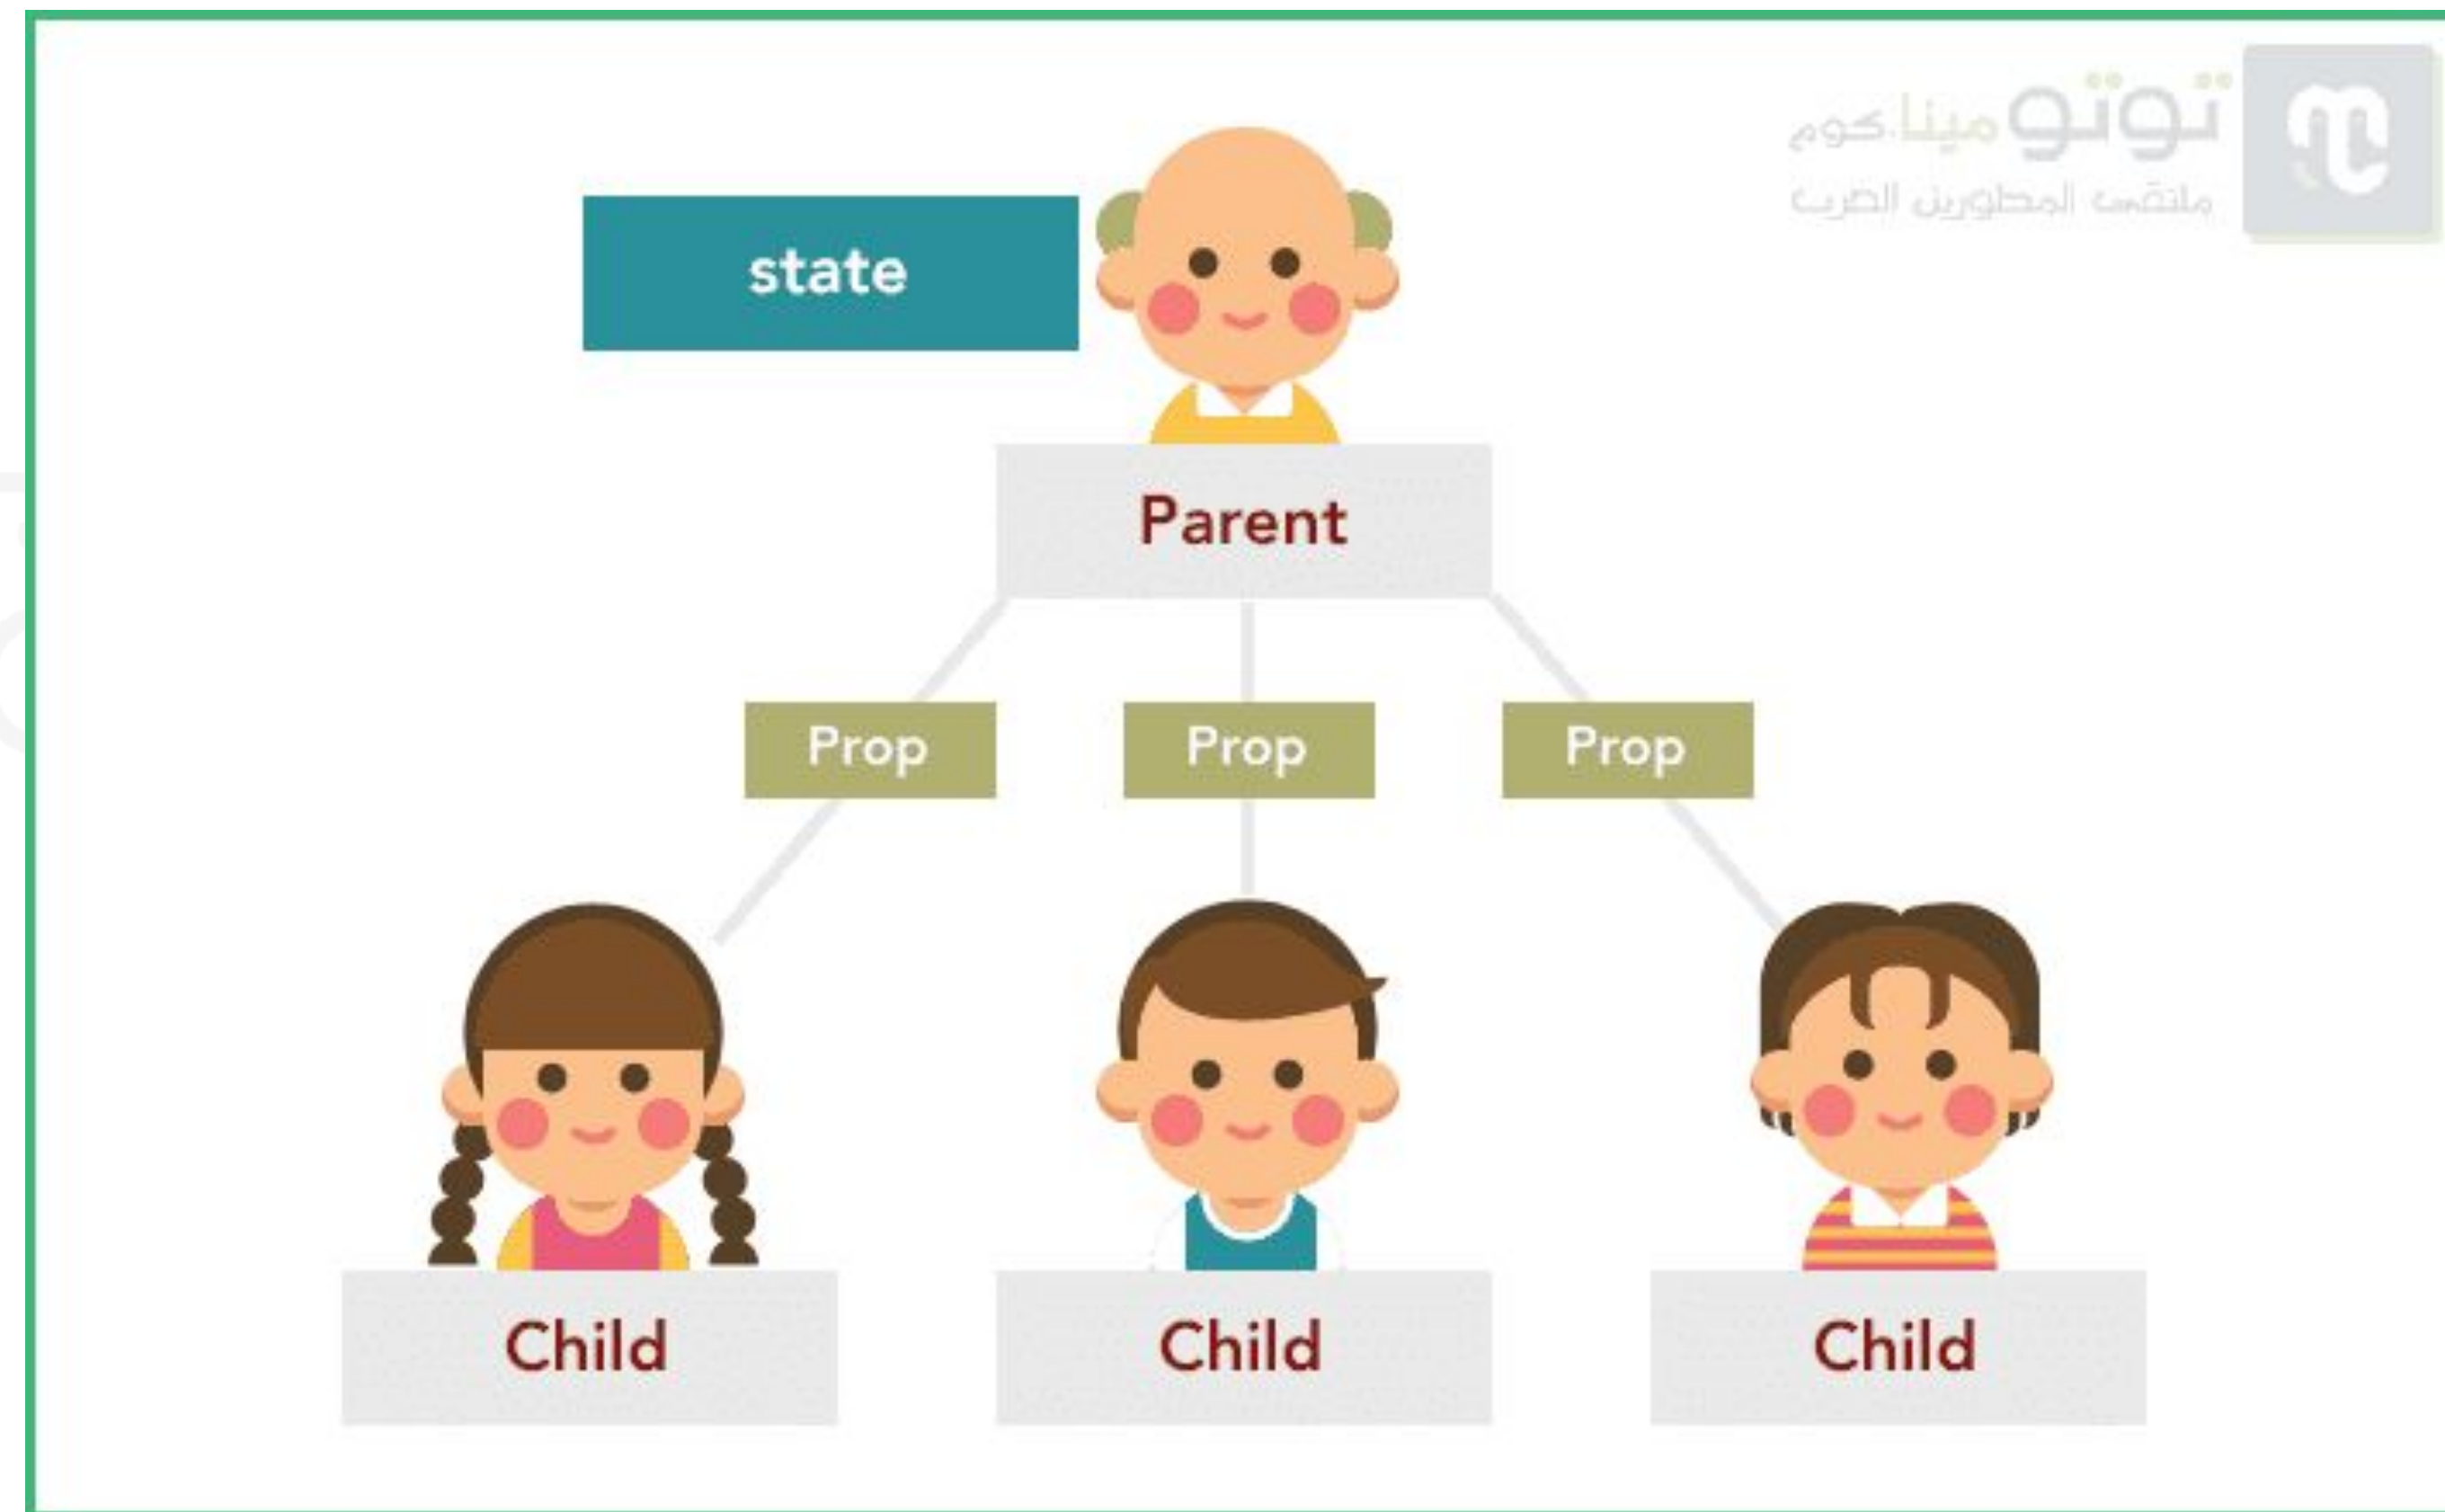 توتومينا.كوم
ملتقى المطورين العرب
state
Parent
Prop Prop Prop
Child Child Child